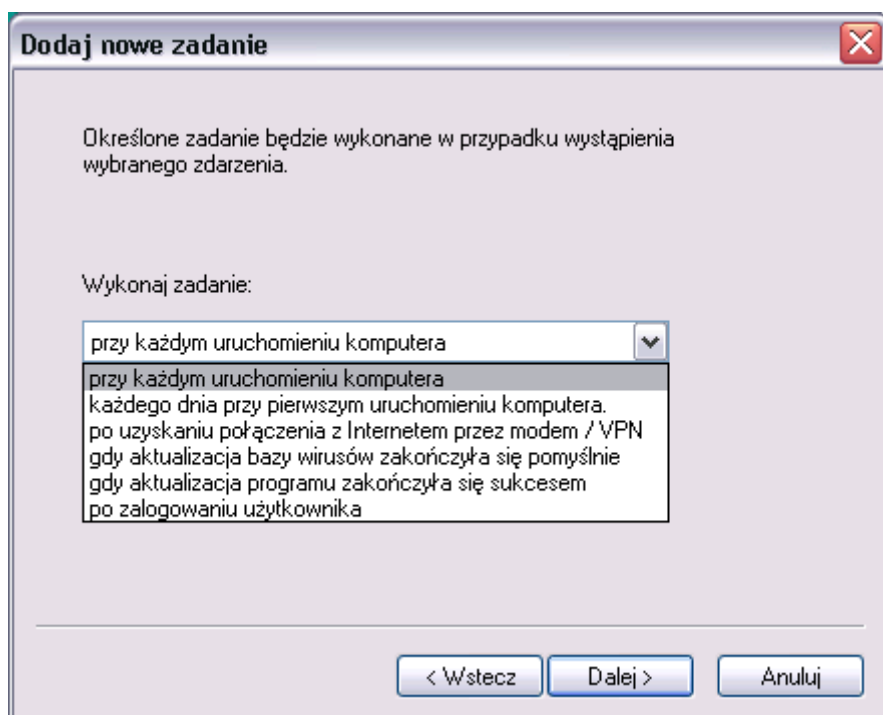 Dodaj nowe zadanie
Określone zadanie będzie wykonane w przypadku wystąpienia
wybranego zdarzenia.
Wykonaj zadanie:
przy każdym uruchomieniu komputera
przy każdym uruchomieniu komputera
każdego dnia przy pierwszym uruchomieniu komputera.
po uzyskaniu połączenia z Internetem przez modem / VPN
gdy aktualizacja bazy wirusów zakończyła się pomyślnie
gdy aktualizacja programu zakończyła się sukcesem
po zalogowaniu użytkownika
< Wstecz Dalej > Anuluj